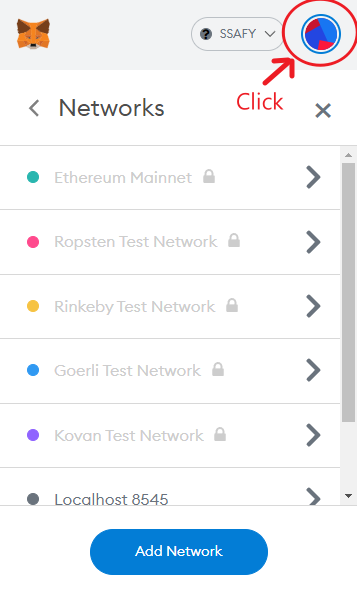 SSAFY
Click
Networks
Ethereum Mainnet
Ropsten Test Network
Rinkeby Test Network
Goerli Test Network
Kovan Test Network
Localhost 8545
Add Network